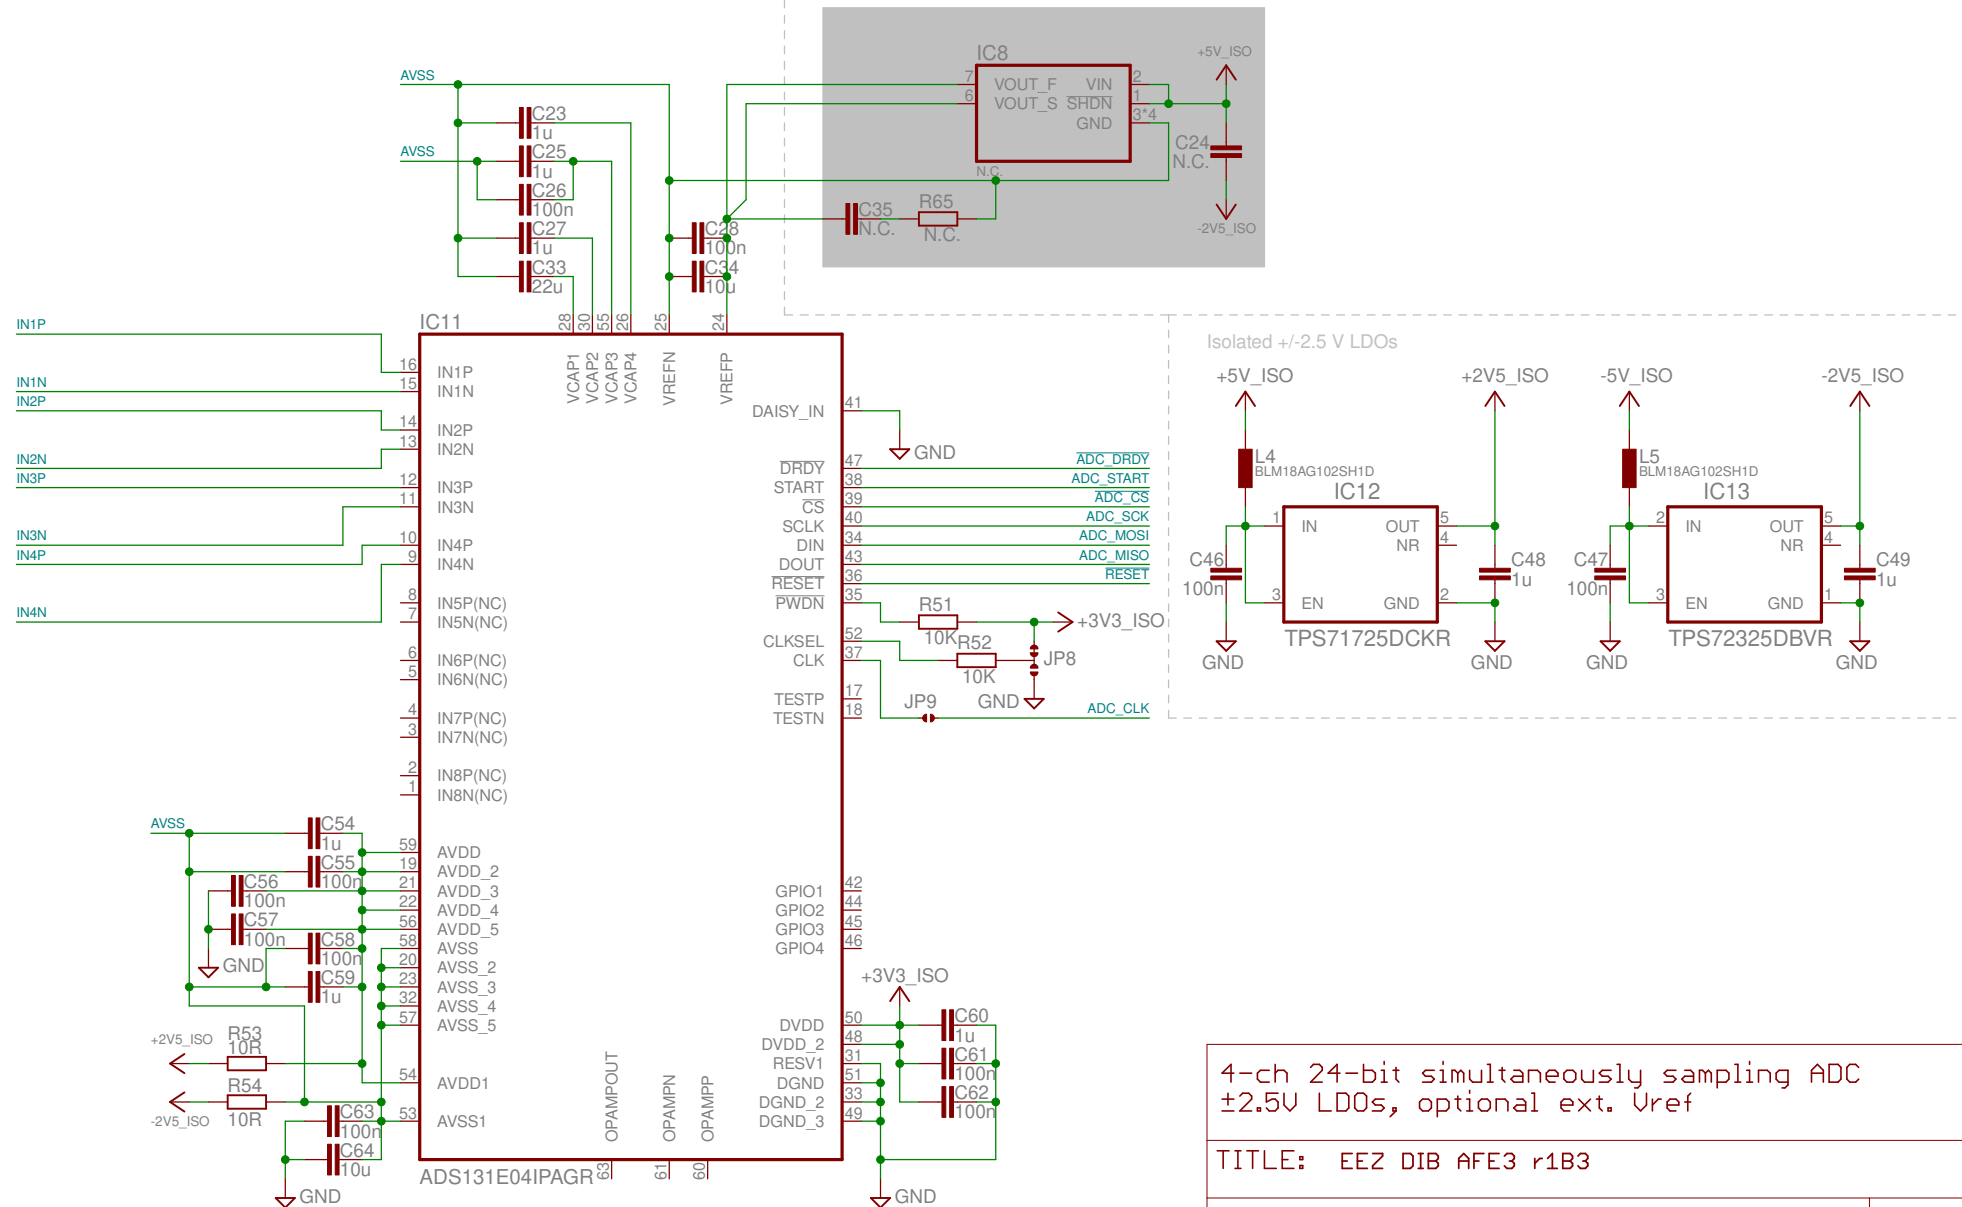 AVSS
C23
1u
AVSS
C25
1u
C26
100n
C27
1u
C33
22u
C28
100n
C34
10u
IC8
7 VOUT_F VIN 2
6 VOUT_S SHDN 1
GND 3*4
N.C.
+5V_ISO
C24
N.C.
-2V5_ISO
C35
N.C.
R65
N.C.
IC11
28 30 55 26 25 24
VCAP1 VCAP2 VCAP3 VCAP4 VREFN VREFP
IN1P
IN1N
IN2P
IN2N
IN3P
IN3N
IN4P
IN4N
16 IN1P
15 IN1N
14 IN2P
13 IN2N
12 IN3P
11 IN3N
10 IN4P
9 IN4N
8 IN5P(NC)
7 IN5N(NC)
6 IN6P(NC)
5 IN6N(NC)
4 IN7P(NC)
3 IN7N(NC)
2 IN8P(NC)
1 IN8N(NC)
59 AVDD
19 AVDD_2
21 AVDD_3
22 AVDD_4
56 AVDD_5
58 AVSS
20 AVSS_2
23 AVSS_3
32 AVSS_4
57 AVSS_5
54 AVDD1
53 AVSS1
DAISY_IN 41
GND
DRDY 47 ADC_DRDY
START 38 ADC_START
CS 39 ADC_CS
SCLK 40 ADC_SCK
DIN 34 ADC_MOSI
DOUT 43 ADC_MISO
RESET 36 RESET
PWDN 35
CLKSEL 52
CLK 37
TESTP 17
TESTN 18
R51
10K
+3V3_ISO
R52
10K
JP8
GND
JP9
ADC_CLK
GPIO1 42
GPIO2 44
GPIO3 45
GPIO4 46
+3V3_ISO
DVDD 50
DVDD_2 48
RESV1 31
DGND 51
DGND_2 33
DGND_3 49
C60
1u
C61
100n
C62
100n
GND
OPAMPOUT OPAMPN OPAMPP
63 61 60
ADS131E04IPAGR
AVSS
C54
1u
C55
100n
C56
100n
C57
100n
C58
100n
C59
1u
GND
+2V5_ISO
R53
10R
-2V5_ISO
R54
10R
C63
100n
C64
10u
GND
Isolated +/-2.5 V LDOs
+5V_ISO
+2V5_ISO
L4
BLM18AG102SH1D
IC12
1 IN OUT 5
NR 4
3 EN GND 2
TPS71725DCKR
C46
100n
C48
1u
GND
GND
-5V_ISO
-2V5_ISO
L5
BLM18AG102SH1D
IC13
2 IN OUT 5
NR 4
3 EN GND 1
TPS72325DBVR
C47
100n
C49
1u
GND
GND
4-ch 24-bit simultaneously sampling ADC
±2.5V LDOs, optional ext. Vref
TITLE: EEZ DIB AFE3 r1B3